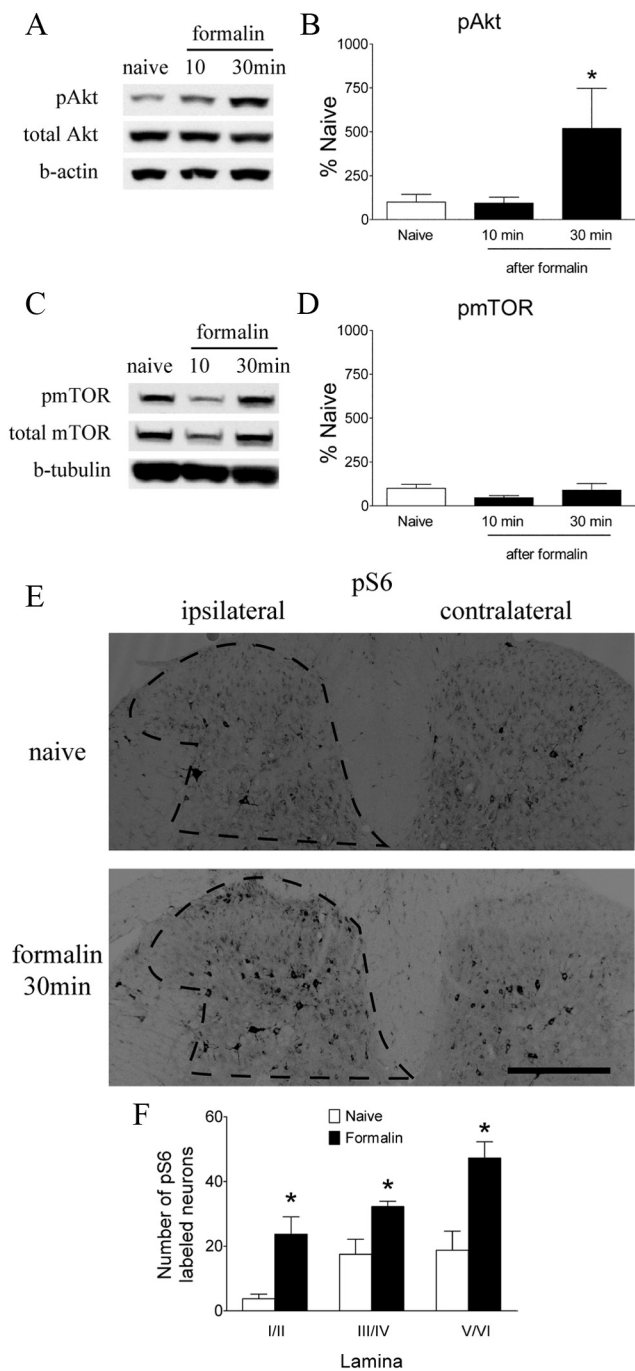 A
formalin
naive 10 30min
pAkt
total Akt
b-actin
B
pAkt
% Naive
1000
750
500
250
0
*
Naive 10 min 30 min
after formalin
C
formalin
naive 10 30min
pmTOR
total mTOR
b-tubulin
D
pmTOR
% Naive
1000
750
500
250
0
Naive 10 min 30 min
after formalin
E
pS6
ipsilateral contralateral
naive
formalin
30min
F
Number of pS6
labeled neurons
60
40
20
0
Naive
Formalin
* * *
I/II III/IV V/VI
Lamina